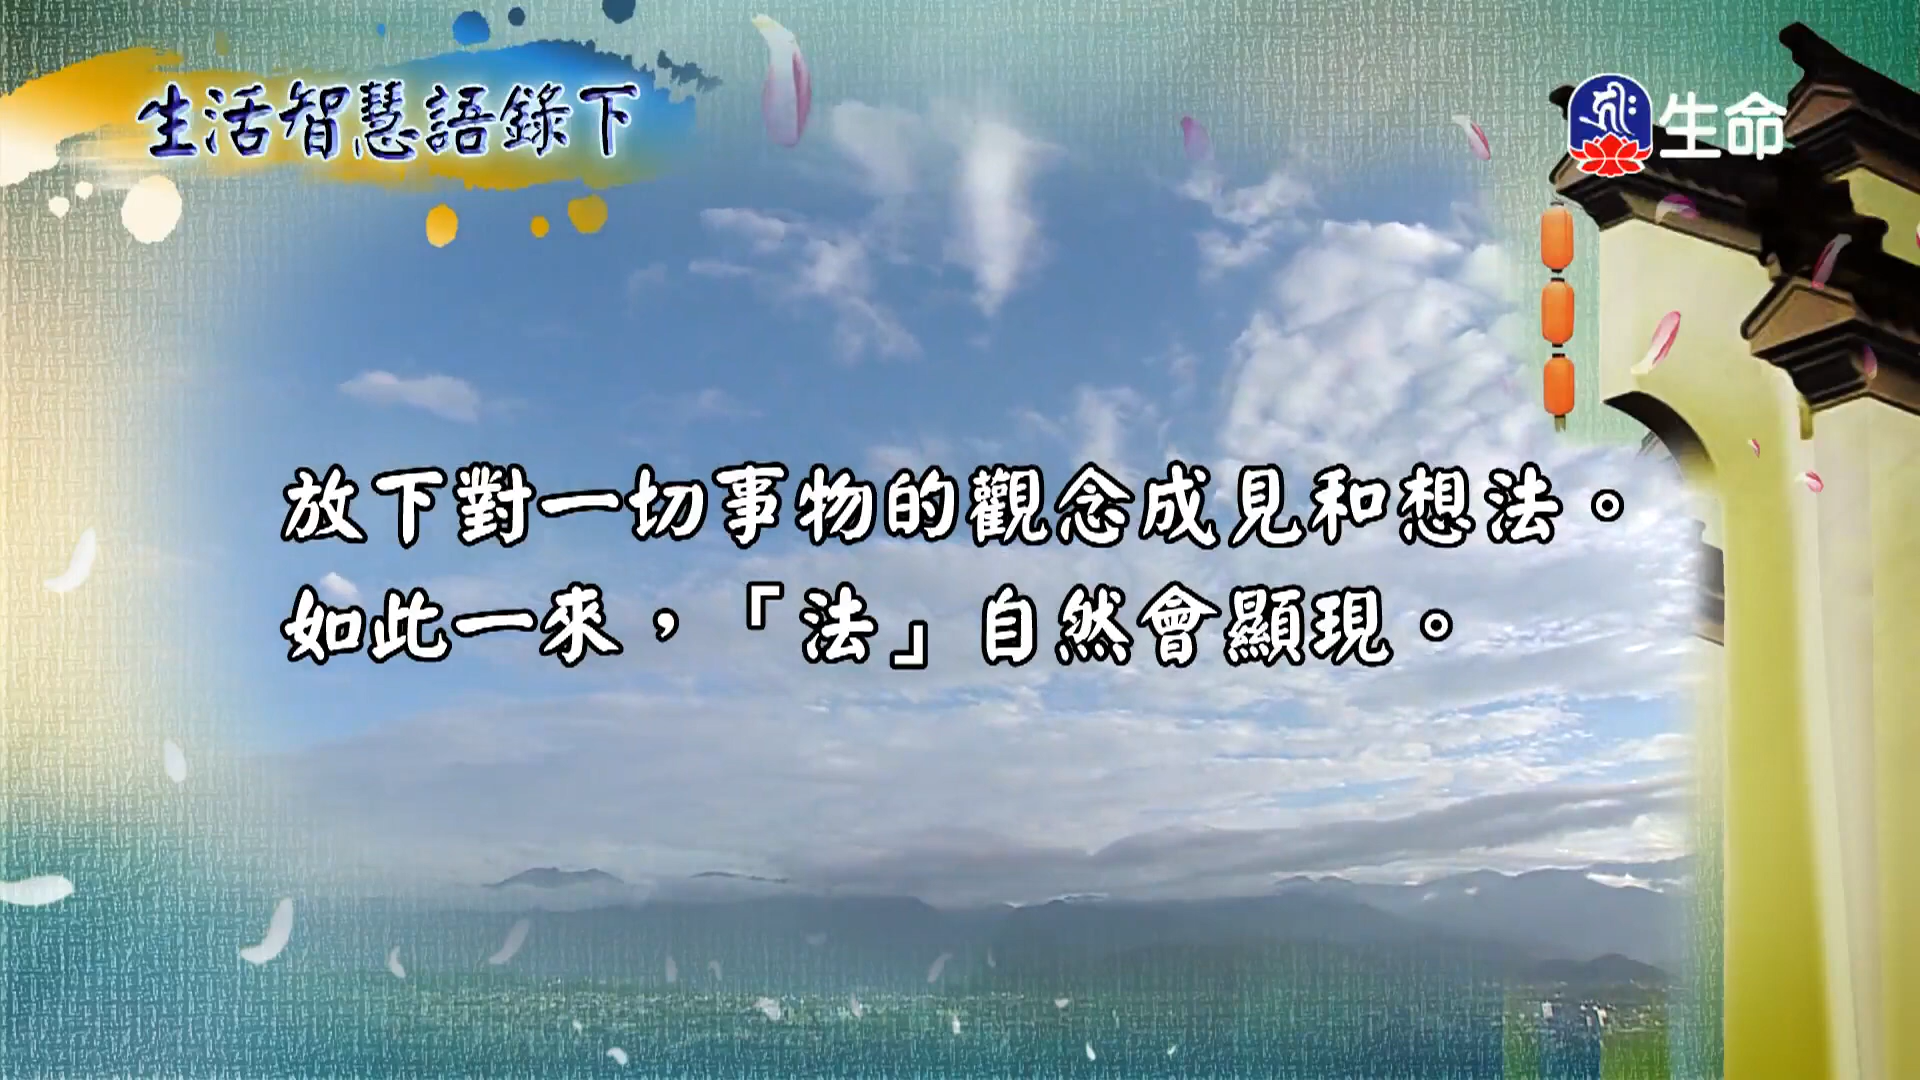 生活智慧語錄下
生命
放下對一切事物的觀念成見和想法。
如此一來，「法」自然會顯現。